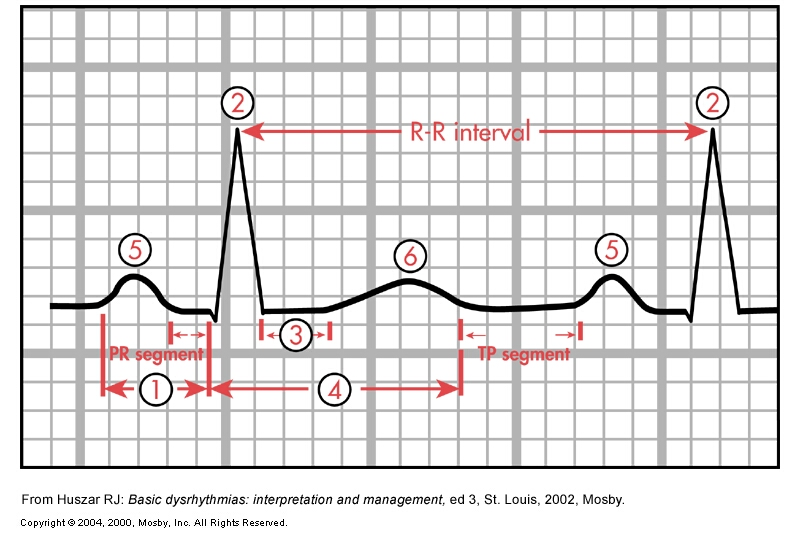 2 2
R-R interval
5 6 5
3
PR segment TP segment
1 4
From Huszar RJ: Basic dysrhythmias: interpretation and management, ed 3, St. Louis, 2002, Mosby.
Copyright © 2004, 2000, Mosby, Inc. All Rights Reserved.